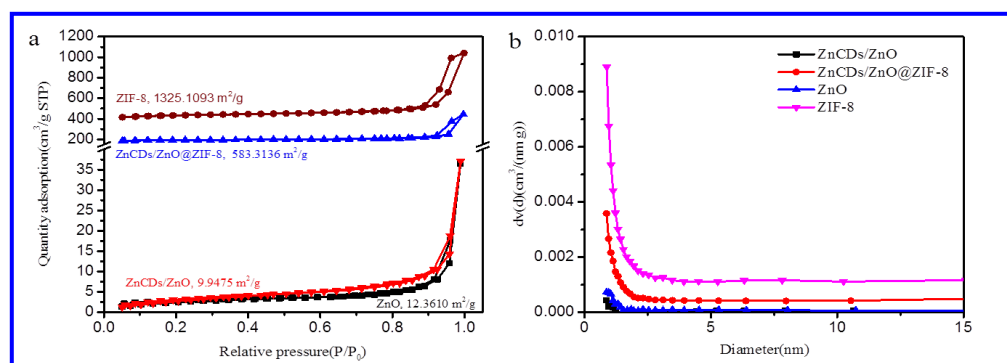 a
1200
1000
800
600
400
200
35
30
25
20
15
10
5
0
0.0 0.2 0.4 0.6 0.8 1.0
Quantity adsorption(cm³/g STP)
Relative pressure(P/P₀)
ZIF-8, 1325.1093 m²/g
ZnCDs/ZnO@ZIF-8, 583.3136 m²/g
ZnCDs/ZnO, 9.9475 m²/g
ZnO, 12.3610 m²/g
b
0.010
0.008
0.006
0.004
0.002
0.000
0 5 10 15
dv(d)(cm³/(nm g))
Diameter(nm)
ZnCDs/ZnO
ZnCDs/ZnO@ZIF-8
ZnO
ZIF-8